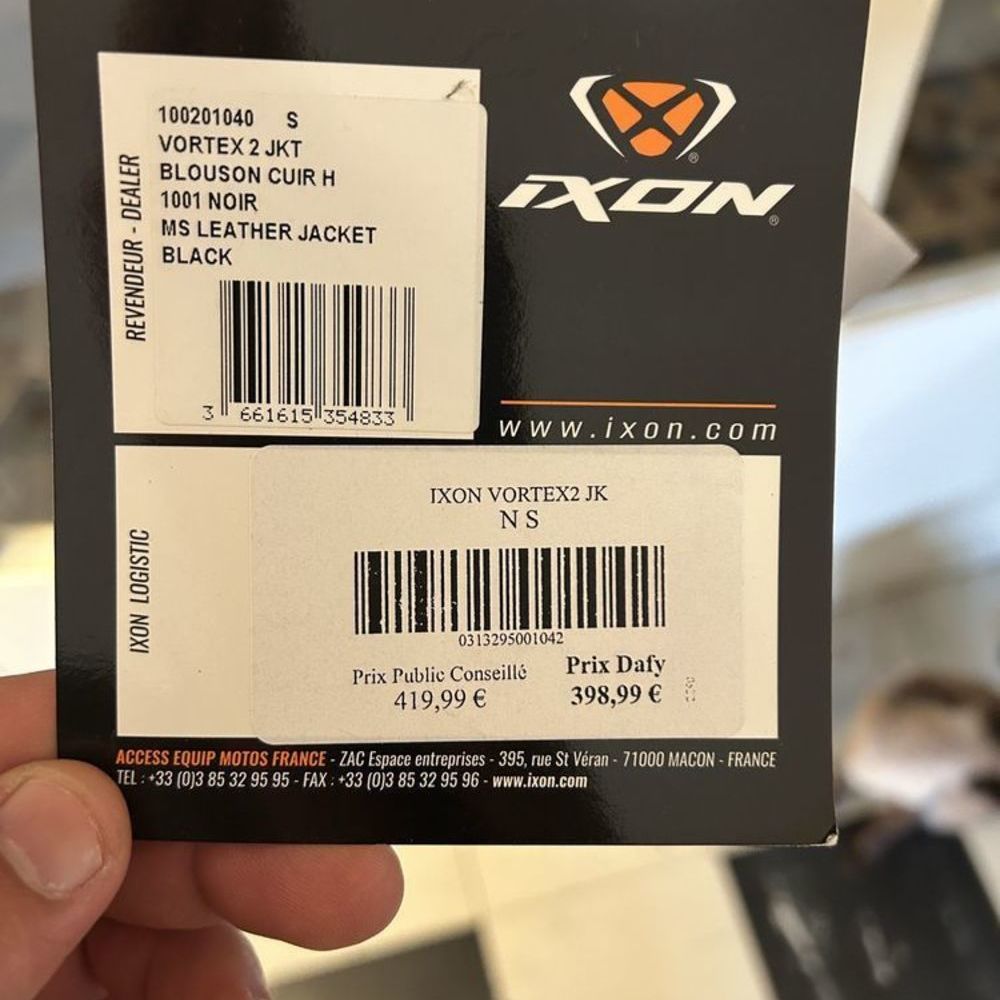 100201040 S
VORTEX 2 JKT
BLOUSON CUIR H
1001 NOIR
MS LEATHER JACKET
BLACK
3 661615 354833
REVENDEUR - DEALER
iXON
www.ixon.com
IXON LOGISTIC
IXON VORTEX2 JK
N S
0313295001042
Prix Public Conseillé
419,99 €
Prix Dafy
398,99 €
ACCESS EQUIP MOTOS FRANCE - ZAC Espace entreprises - 395, rue St Véran - 71000 MACON - FRANCE
TEL : +33 (0)3 85 32 95 95 - FAX : +33 (0)3 85 32 95 96 - www.ixon.com